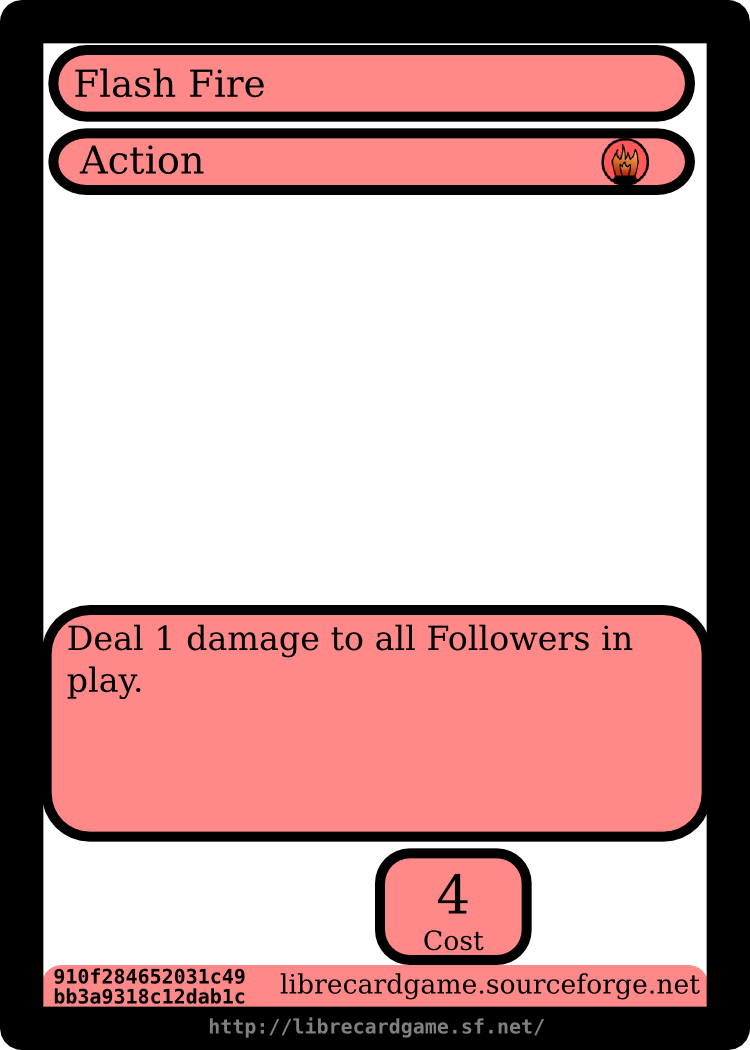 Flash Fire
Action
Deal 1 damage to all Followers in
play.
4
Cost
910f284652031c49
bb3a9318c12dab1c
librecardgame.sourceforge.net
http://librecardgame.sf.net/